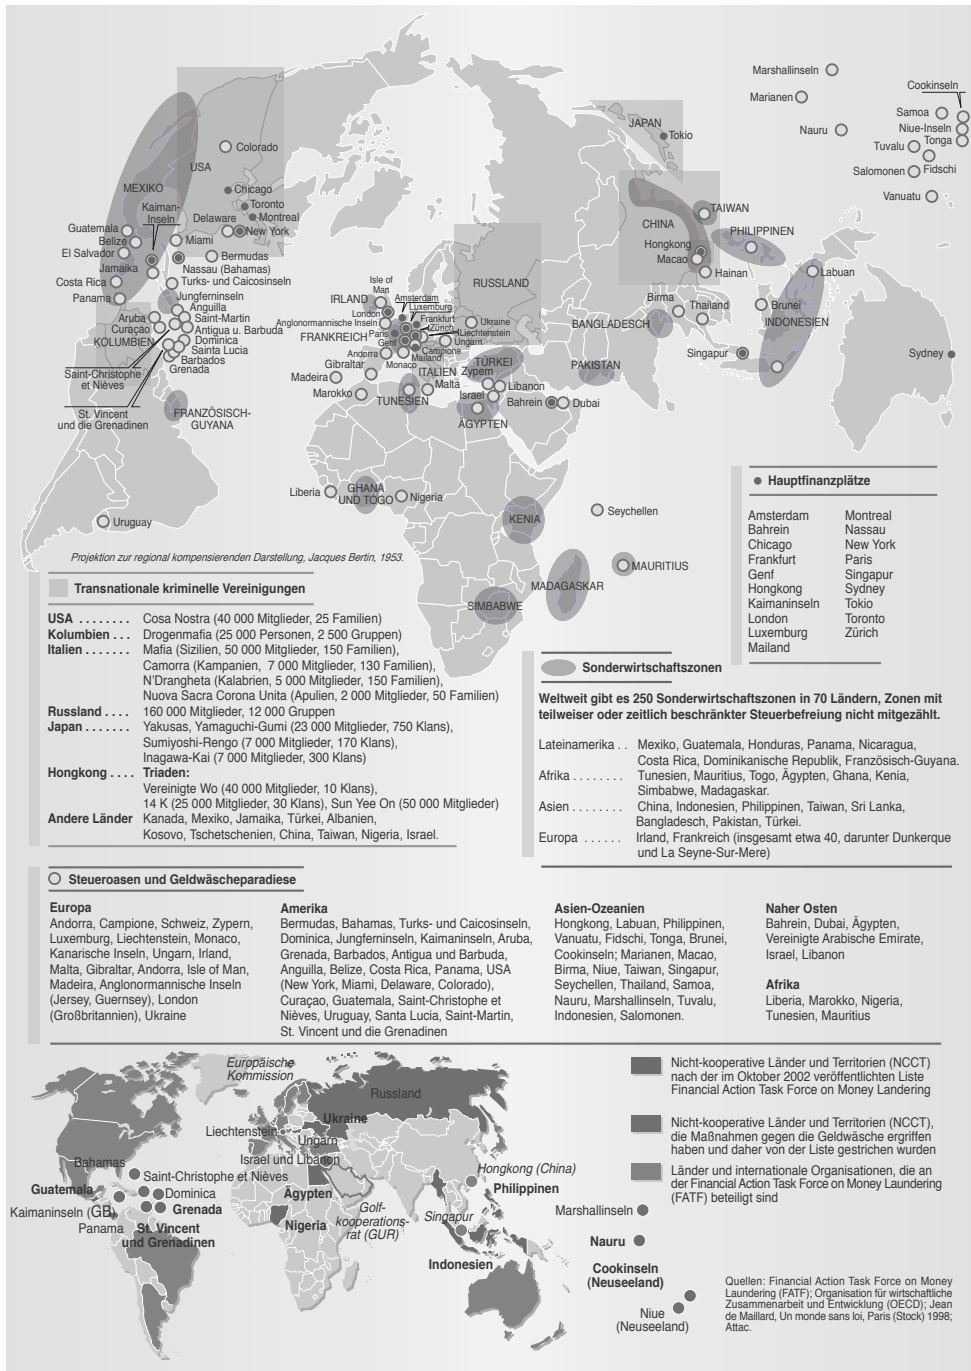 Marshallinseln
Marianen
Cookinseln
Samoa
Nauru
Niue-Inseln
Tonga
Tuvalu
Salomonen
Fidschi
Vanuatu
JAPAN
Tokio
Colorado
USA
MEXIKO
Chicago
Kaiman-
Inseln
Toronto
Delaware
Montreal
New York
Guatemala
Belize
Miami
El Salvador
Bermudas
Jamaika
Nassau (Bahamas)
Costa Rica
Turks- und Caicosinseln
Panama
Jungferninseln
Anguilla
Aruba
Saint-Martin
Curaçao
Antigua u. Barbuda
KOLUMBIEN
Dominica
Sainta Lucia
Barbados
Grenada
Saint-Christophe
et Nièves
St. Vincent
und die Grenadinen
FRANZÖSISCH-
GUYANA
Uruguay
Isle of
Man
IRLAND
Amsterdam
London
Luxemburg
Anglonormannische Inseln
Frankfurt
Zürich
Ukraine
FRANKREICH
Paris
Liechtenstein
Genf
Ungarn
Andorra
Campione
Mailand
Gibraltar
Monaco
ITALIEN
Zypern
TÜRKEI
Madeira
Malta
Libanon
Marokko
TUNESIEN
Israel
Bahrein
Dubai
ÄGYPTEN
RUSSLAND
TAIWAN
CHINA
PHILIPPINEN
Hongkong
Macao
Hainan
Labuan
Birma
Thailand
Brunei
BANGLADESCH
INDONESIEN
PAKISTAN
Singapur
Sydney
Liberia
GHANA
UND TOGO
Nigeria
KENIA
Seychellen
MAURITIUS
MADAGASKAR
SIMBABWE
Projektion zur regional kompensierenden Darstellung, Jacques Bertin, 1953.
Hauptfinanzplätze
Amsterdam Montreal
Bahrein Nassau
Chicago New York
Frankfurt Paris
Genf Singapur
Hongkong Sydney
Kaimaninseln Tokio
London Toronto
Luxemburg Zürich
Mailand
Transnationale kriminelle Vereinigungen
USA . . . . . . . . Cosa Nostra (40 000 Mitglieder, 25 Familien)
Kolumbien . . . Drogenmafia (25 000 Personen, 2 500 Gruppen)
Italien . . . . . . . Mafia (Sizilien, 50 000 Mitglieder, 150 Familien),
Camorra (Kampanien, 7 000 Mitglieder, 130 Familien),
N'Drangheta (Kalabrien, 5 000 Mitglieder, 150 Familien),
Nuova Sacra Corona Unita (Apulien, 2 000 Mitglieder, 50 Familien)
Russland . . . . 160 000 Mitglieder, 12 000 Gruppen
Japan . . . . . . . Yakusas, Yamaguchi-Gumi (23 000 Mitglieder, 750 Klans),
Sumiyoshi-Rengo (7 000 Mitglieder, 170 Klans),
Inagawa-Kai (7 000 Mitglieder, 300 Klans)
Hongkong . . . . Triaden:
Vereinigte Wo (40 000 Mitglieder, 10 Klans),
14 K (25 000 Mitglieder, 30 Klans), Sun Yee On (50 000 Mitglieder)
Andere Länder Kanada, Mexiko, Jamaika, Türkei, Albanien,
Kosovo, Tschetschenien, China, Taiwan, Nigeria, Israel.
Sonderwirtschaftszonen
Weltweit gibt es 250 Sonderwirtschaftszonen in 70 Ländern, Zonen mit
teilweiser oder zeitlich beschränkter Steuerbefreiung nicht mitgezählt.
Lateinamerika . . Mexiko, Guatemala, Honduras, Panama, Nicaragua,
Costa Rica, Dominikanische Republik, Französisch-Guyana.
Afrika . . . . . . . . Tunesien, Mauritius, Togo, Ägypten, Ghana, Kenia,
Simbabwe, Madagaskar.
Asien . . . . . . . . China, Indonesien, Philippinen, Taiwan, Sri Lanka,
Bangladesch, Pakistan, Türkei.
Europa . . . . . . Irland, Frankreich (insgesamt etwa 40, darunter Dunkerque
und La Seyne-Sur-Mere)
Steueroasen und Geldwäscheparadiese
Europa
Andorra, Campione, Schweiz, Zypern,
Luxemburg, Liechtenstein, Monaco,
Kanarische Inseln, Ungarn, Irland,
Malta, Gibraltar, Andorra, Isle of Man,
Madeira, Anglonormannische Inseln
(Jersey, Guernsey), London
(Großbritannien), Ukraine
Amerika
Bermudas, Bahamas, Turks- und Caicosinseln,
Dominica, Jungferninseln, Kaimaninseln, Aruba,
Grenada, Barbados, Antigua und Barbuda,
Anguilla, Belize, Costa Rica, Panama, USA
(New York, Miami, Delaware, Colorado),
Curaçao, Guatemala, Saint-Christophe et
Nièves, Uruguay, Santa Lucia, Saint-Martin,
St. Vincent und die Grenadinen
Asien-Ozeanien
Hongkong, Labuan, Philippinen,
Vanuatu, Fidschi, Tonga, Brunei,
Cookinseln; Marianen, Macao,
Birma, Niue, Taiwan, Singapur,
Seychellen, Thailand, Samoa,
Nauru, Marshallinseln, Tuvalu,
Indonesien, Salomonen.
Naher Osten
Bahrein, Dubai, Ägypten,
Vereinigte Arabische Emirate,
Israel, Libanon
Afrika
Liberia, Marokko, Nigeria,
Tunesien, Mauritius
Europäische
Kommission
Russland
Ukraine
Liechtenstein
Ungarn
Bahamas
Israel und Libanon
Saint-Christophe et Nièves
Hongkong (China)
Guatemala
Dominica
Ägypten
Philippinen
Kaimaninseln (GB)
Grenada
Golf-
kooperations-
rat (GUR)
Singapur
Marshallinseln
Panama
St. Vincent
und Grenadinen
Nigeria
Nauru
Indonesien
Cookinseln
(Neuseeland)
Niue
(Neuseeland)
Nicht-kooperative Länder und Territorien (NCCT)
nach der im Oktober 2002 veröffentlichten Liste
Financial Action Task Force on Money Landering
Nicht-kooperative Länder und Territorien (NCCT),
die Maßnahmen gegen die Geldwäsche ergriffen
haben und daher von der Liste gestrichen wurden
Länder und internationale Organisationen, die an
der Financial Action Task Force on Money Laundering
(FATF) beteiligt sind
Quellen: Financial Action Task Force on Money
Laundering (FATF); Organisation für wirtschaftliche
Zusammenarbeit und Entwicklung (OECD); Jean
de Maillard, Un monde sans loi, Paris (Stock) 1998;
Attac.